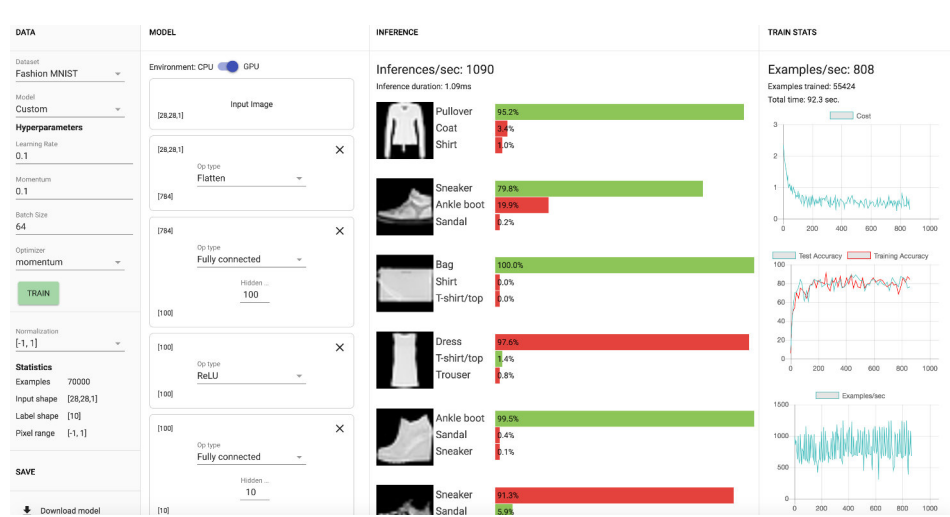 DATA
MODEL
INFERENCE
TRAIN STATS
Dataset
Fashion MNIST
Model
Custom
Hyperparameters
Learning Rate
0.1
Momentum
0.1
Batch Size
64
Optimizer
momentum
TRAIN
Normalization
[-1, 1]
Statistics
Examples 70000
Input shape [28,28,1]
Label shape [10]
Pixel range [-1, 1]
SAVE
Download model
Environment: CPU GPU
Input Image
[28,28,1]
[28,28,1]
Op type
Flatten
[784]
[784]
Op type
Fully connected
Hidden ...
100
[100]
[100]
Op type
ReLU
[100]
[100]
Op type
Fully connected
Hidden ...
10
[10]
Inferences/sec: 1090
Inference duration: 1.09ms
Pullover 95.2%
Coat 3.4%
Shirt 1.0%
Sneaker 79.8%
Ankle boot 19.9%
Sandal 0.2%
Bag 100.0%
Shirt 0.0%
T-shirt/top 0.0%
Dress 97.6%
T-shirt/top 1.4%
Trouser 0.8%
Ankle boot 99.5%
Sandal 0.4%
Sneaker 0.1%
Sneaker 91.3%
Sandal 5.9%
Examples/sec: 808
Examples trained: 55424
Total time: 92.3 sec.
Cost
3
2
1
0
0 200 400 600 800 1000
Test Accuracy Training Accuracy
100
80
60
40
20
0
0 200 400 600 800 1000
Examples/sec
1500
1000
500
0
0 200 400 600 800 1000